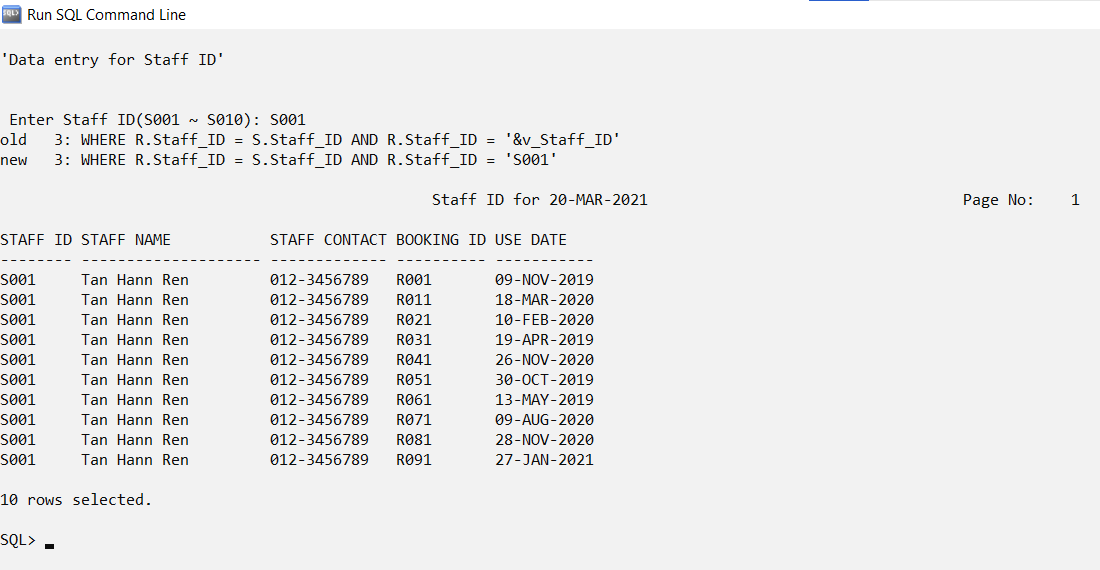 Run SQL Command Line
'Data entry for Staff ID'
Enter Staff ID(S001 ~ S010): S001
old   3: WHERE R.Staff_ID = S.Staff_ID AND R.Staff_ID = '&v_Staff_ID'
new   3: WHERE R.Staff_ID = S.Staff_ID AND R.Staff_ID = 'S001'
Staff ID for 20-MAR-2021                                   Page No:    1
STAFF ID STAFF NAME           STAFF CONTACT BOOKING ID USE DATE
-------- -------------------- ------------- ---------- -----------
S001     Tan Hann Ren         012-3456789   R001       09-NOV-2019
S001     Tan Hann Ren         012-3456789   R011       18-MAR-2020
S001     Tan Hann Ren         012-3456789   R021       10-FEB-2020
S001     Tan Hann Ren         012-3456789   R031       19-APR-2019
S001     Tan Hann Ren         012-3456789   R041       26-NOV-2020
S001     Tan Hann Ren         012-3456789   R051       30-OCT-2019
S001     Tan Hann Ren         012-3456789   R061       13-MAY-2019
S001     Tan Hann Ren         012-3456789   R071       09-AUG-2020
S001     Tan Hann Ren         012-3456789   R081       28-NOV-2020
S001     Tan Hann Ren         012-3456789   R091       27-JAN-2021
10 rows selected.
SQL>